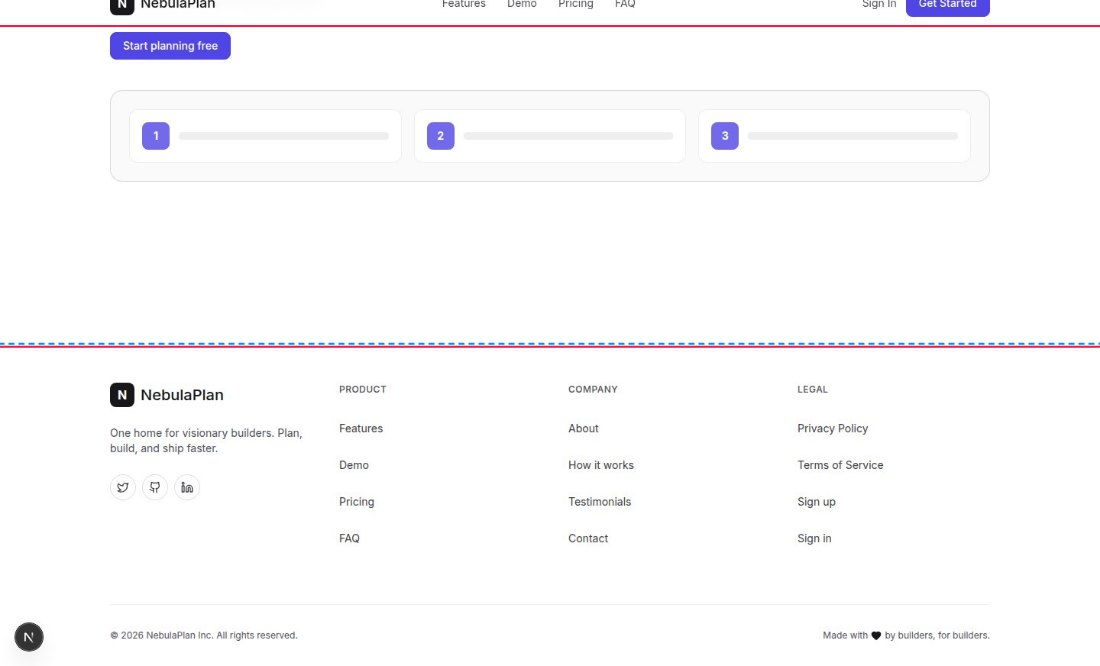 N NebulaPlan
Features Demo Pricing FAQ
Sign In Get Started
Start planning free
1
2
3
N NebulaPlan
One home for visionary builders. Plan,
build, and ship faster.
PRODUCT
Features
Demo
Pricing
FAQ
COMPANY
About
How it works
Testimonials
Contact
LEGAL
Privacy Policy
Terms of Service
Sign up
Sign in
N
© 2026 NebulaPlan Inc. All rights reserved.
Made with 🖤 by builders, for builders.